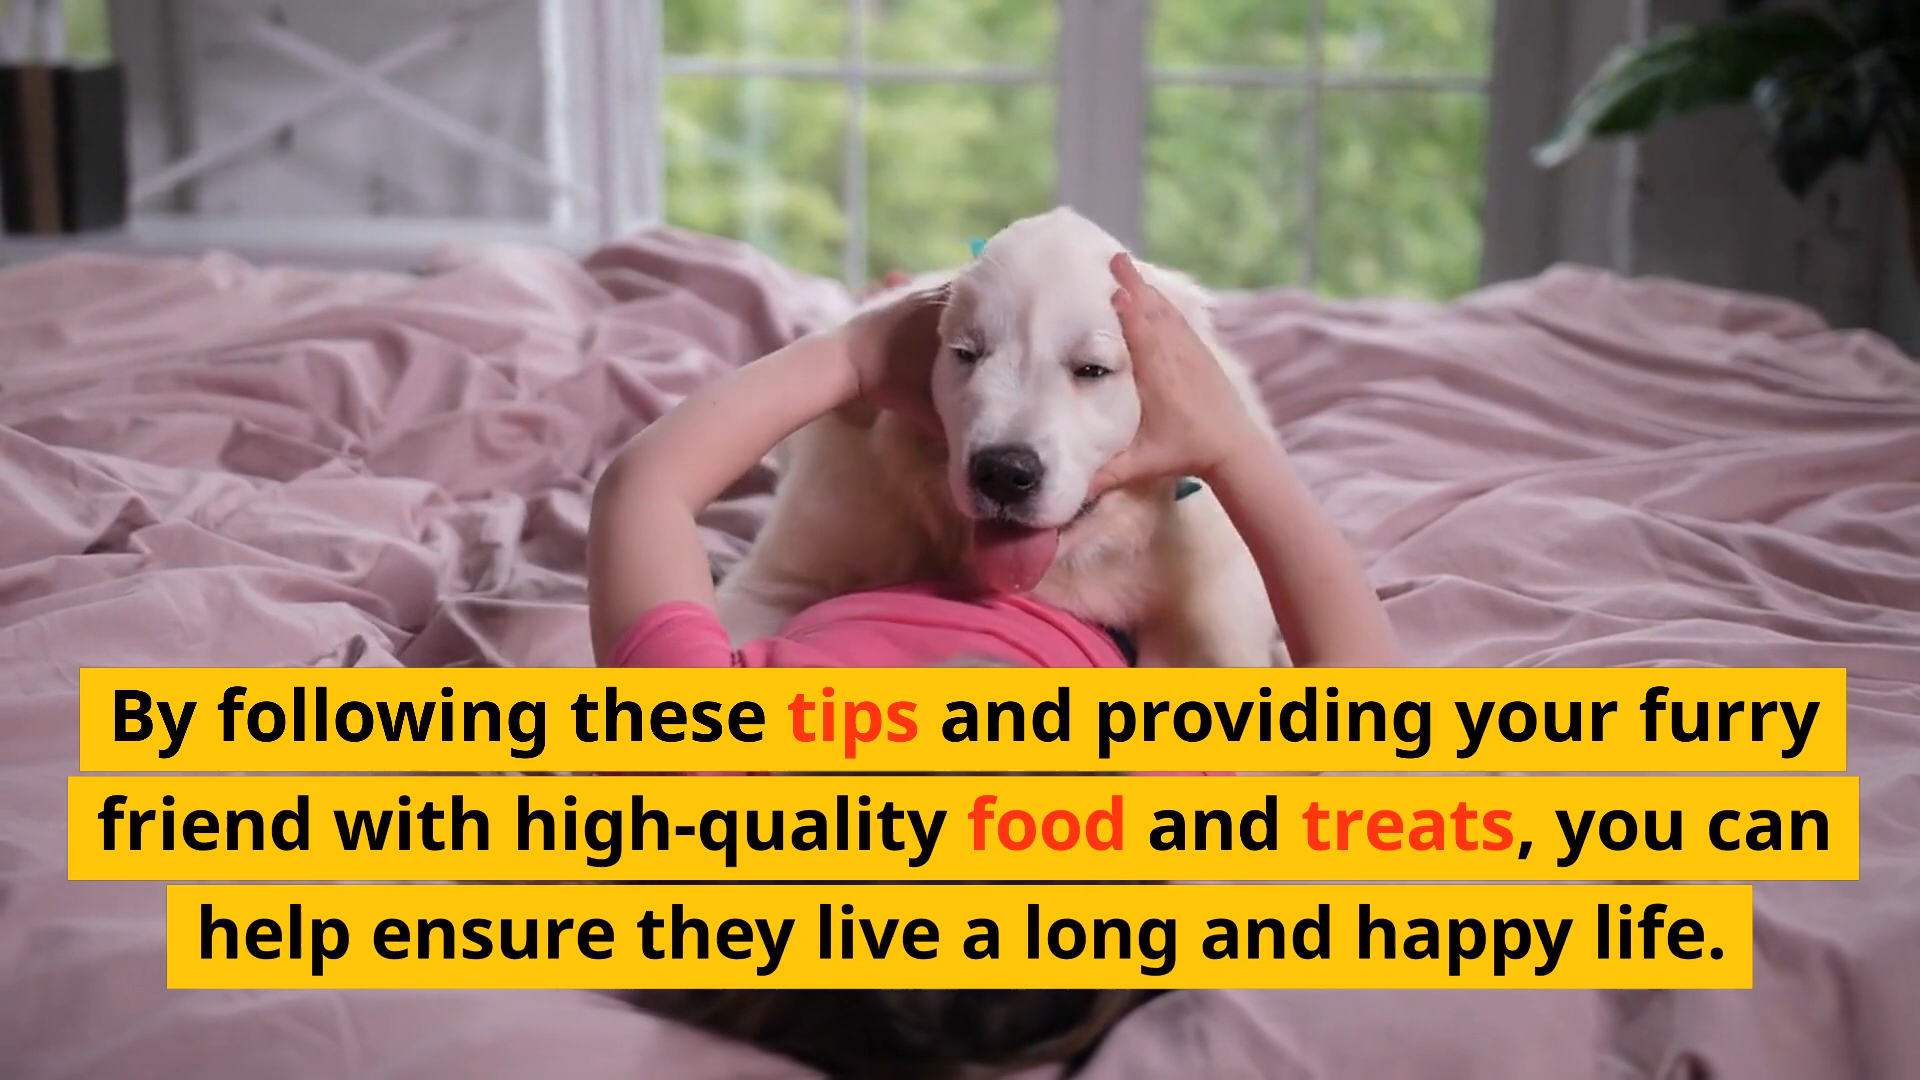 By following these tips and providing your furry
friend with high-quality food and treats, you can
help ensure they live a long and happy life.